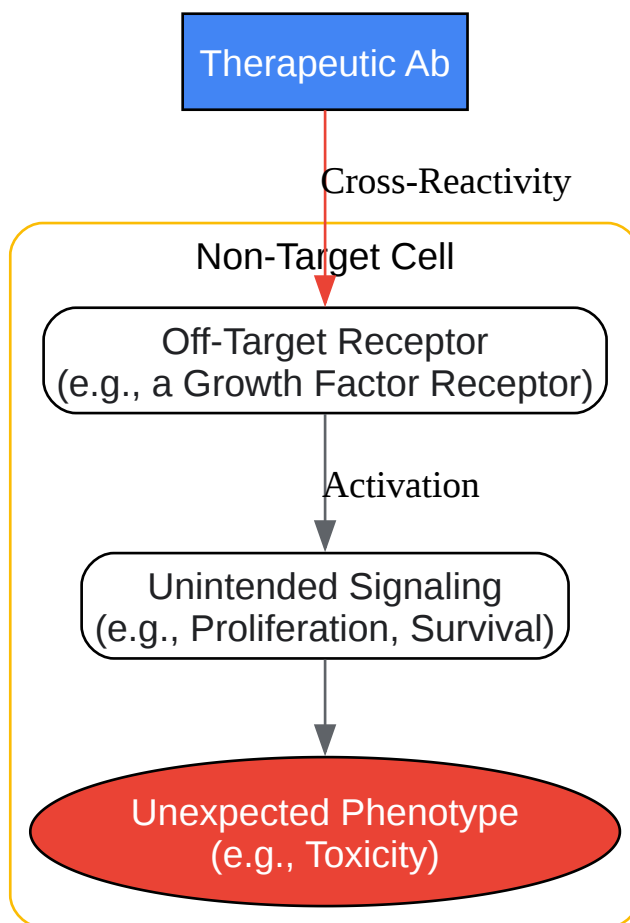 Therapeutic Ab
Cross-Reactivity
Non-Target Cell
Off-Target Receptor
(e.g., a Growth Factor Receptor)
Activation
Unintended Signaling
(e.g., Proliferation, Survival)
Unexpected Phenotype
(e.g., Toxicity)